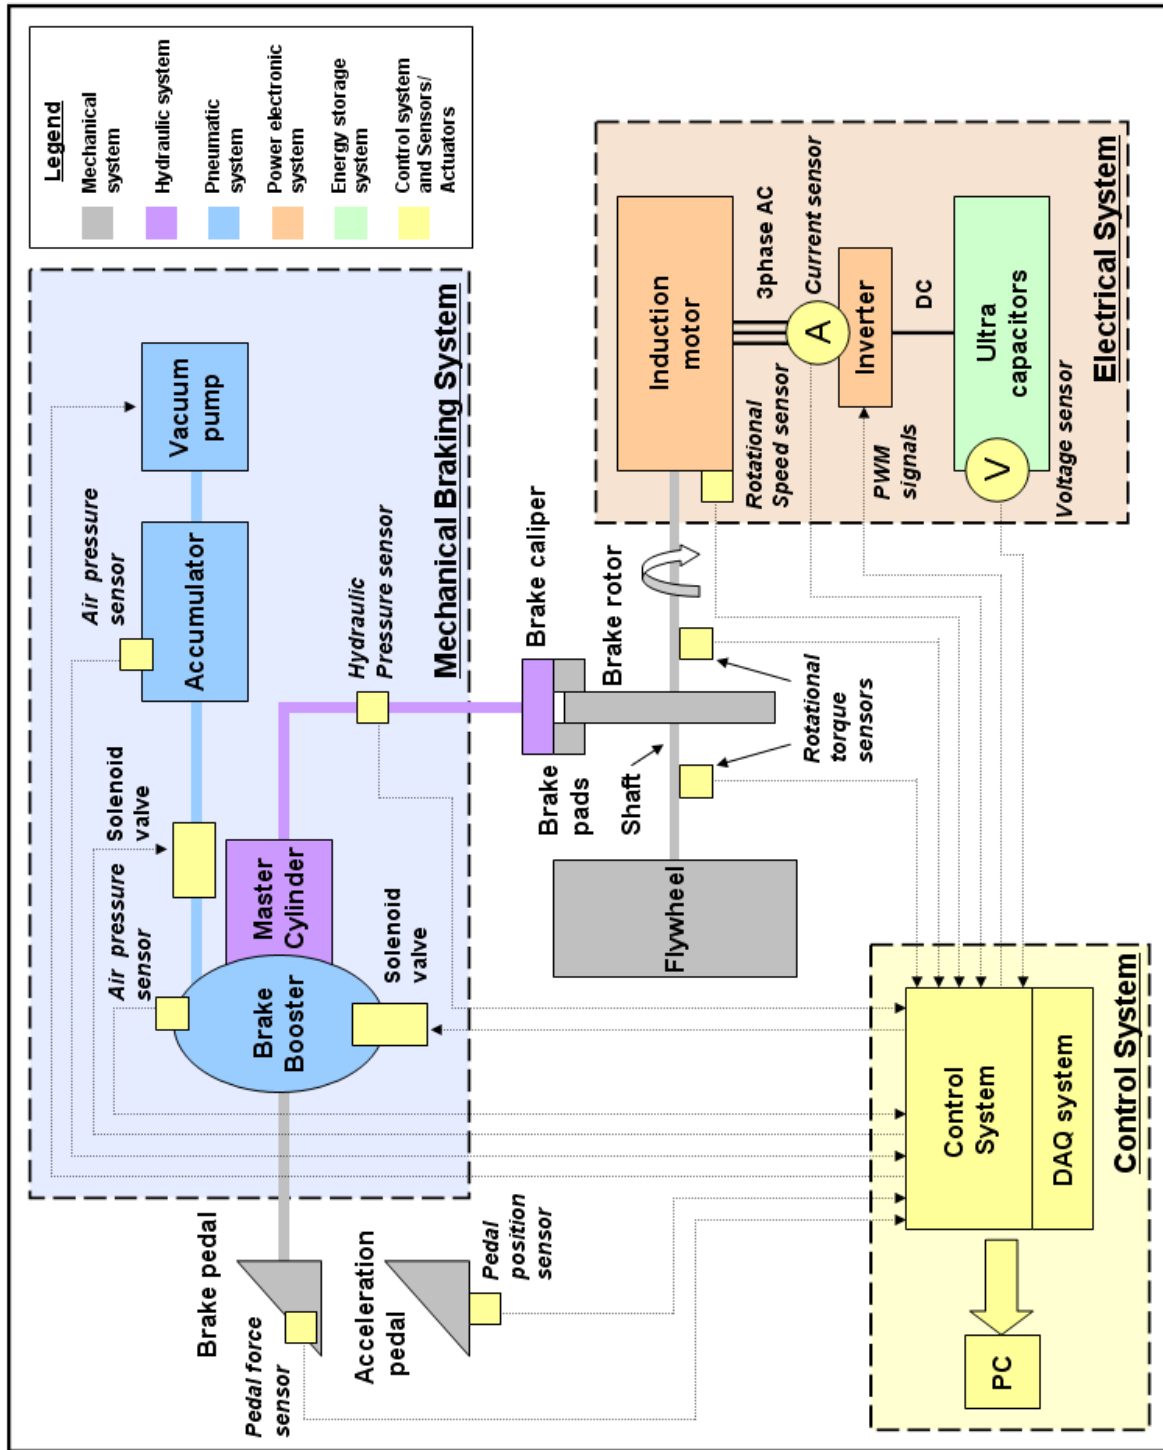 Legend
Mechanical
system
Hydraulic system
Pneumatic
system
Power electronic
system
Energy storage
system
Control system
and Sensors/
Actuators
Mechanical Braking System
Vacuum
pump
Accumulator
Air pressure
sensor
Solenoid
valve
Air pressure
sensor
Master
Cylinder
Brake
Booster
Solenoid
valve
Hydraulic
Pressure sensor
Brake pedal
Pedal force
sensor
Acceleration
pedal
Pedal
position
sensor
Brake caliper
Brake
pads
Brake rotor
Shaft
Flywheel
Rotational
torque
sensors
Induction
motor
Rotational
Speed sensor
3phase AC
Current sensor
A
Inverter
PWM
signals
DC
Ultra
capacitors
V
Voltage sensor
Electrical System
Control
System
DAQ system
PC
Control System